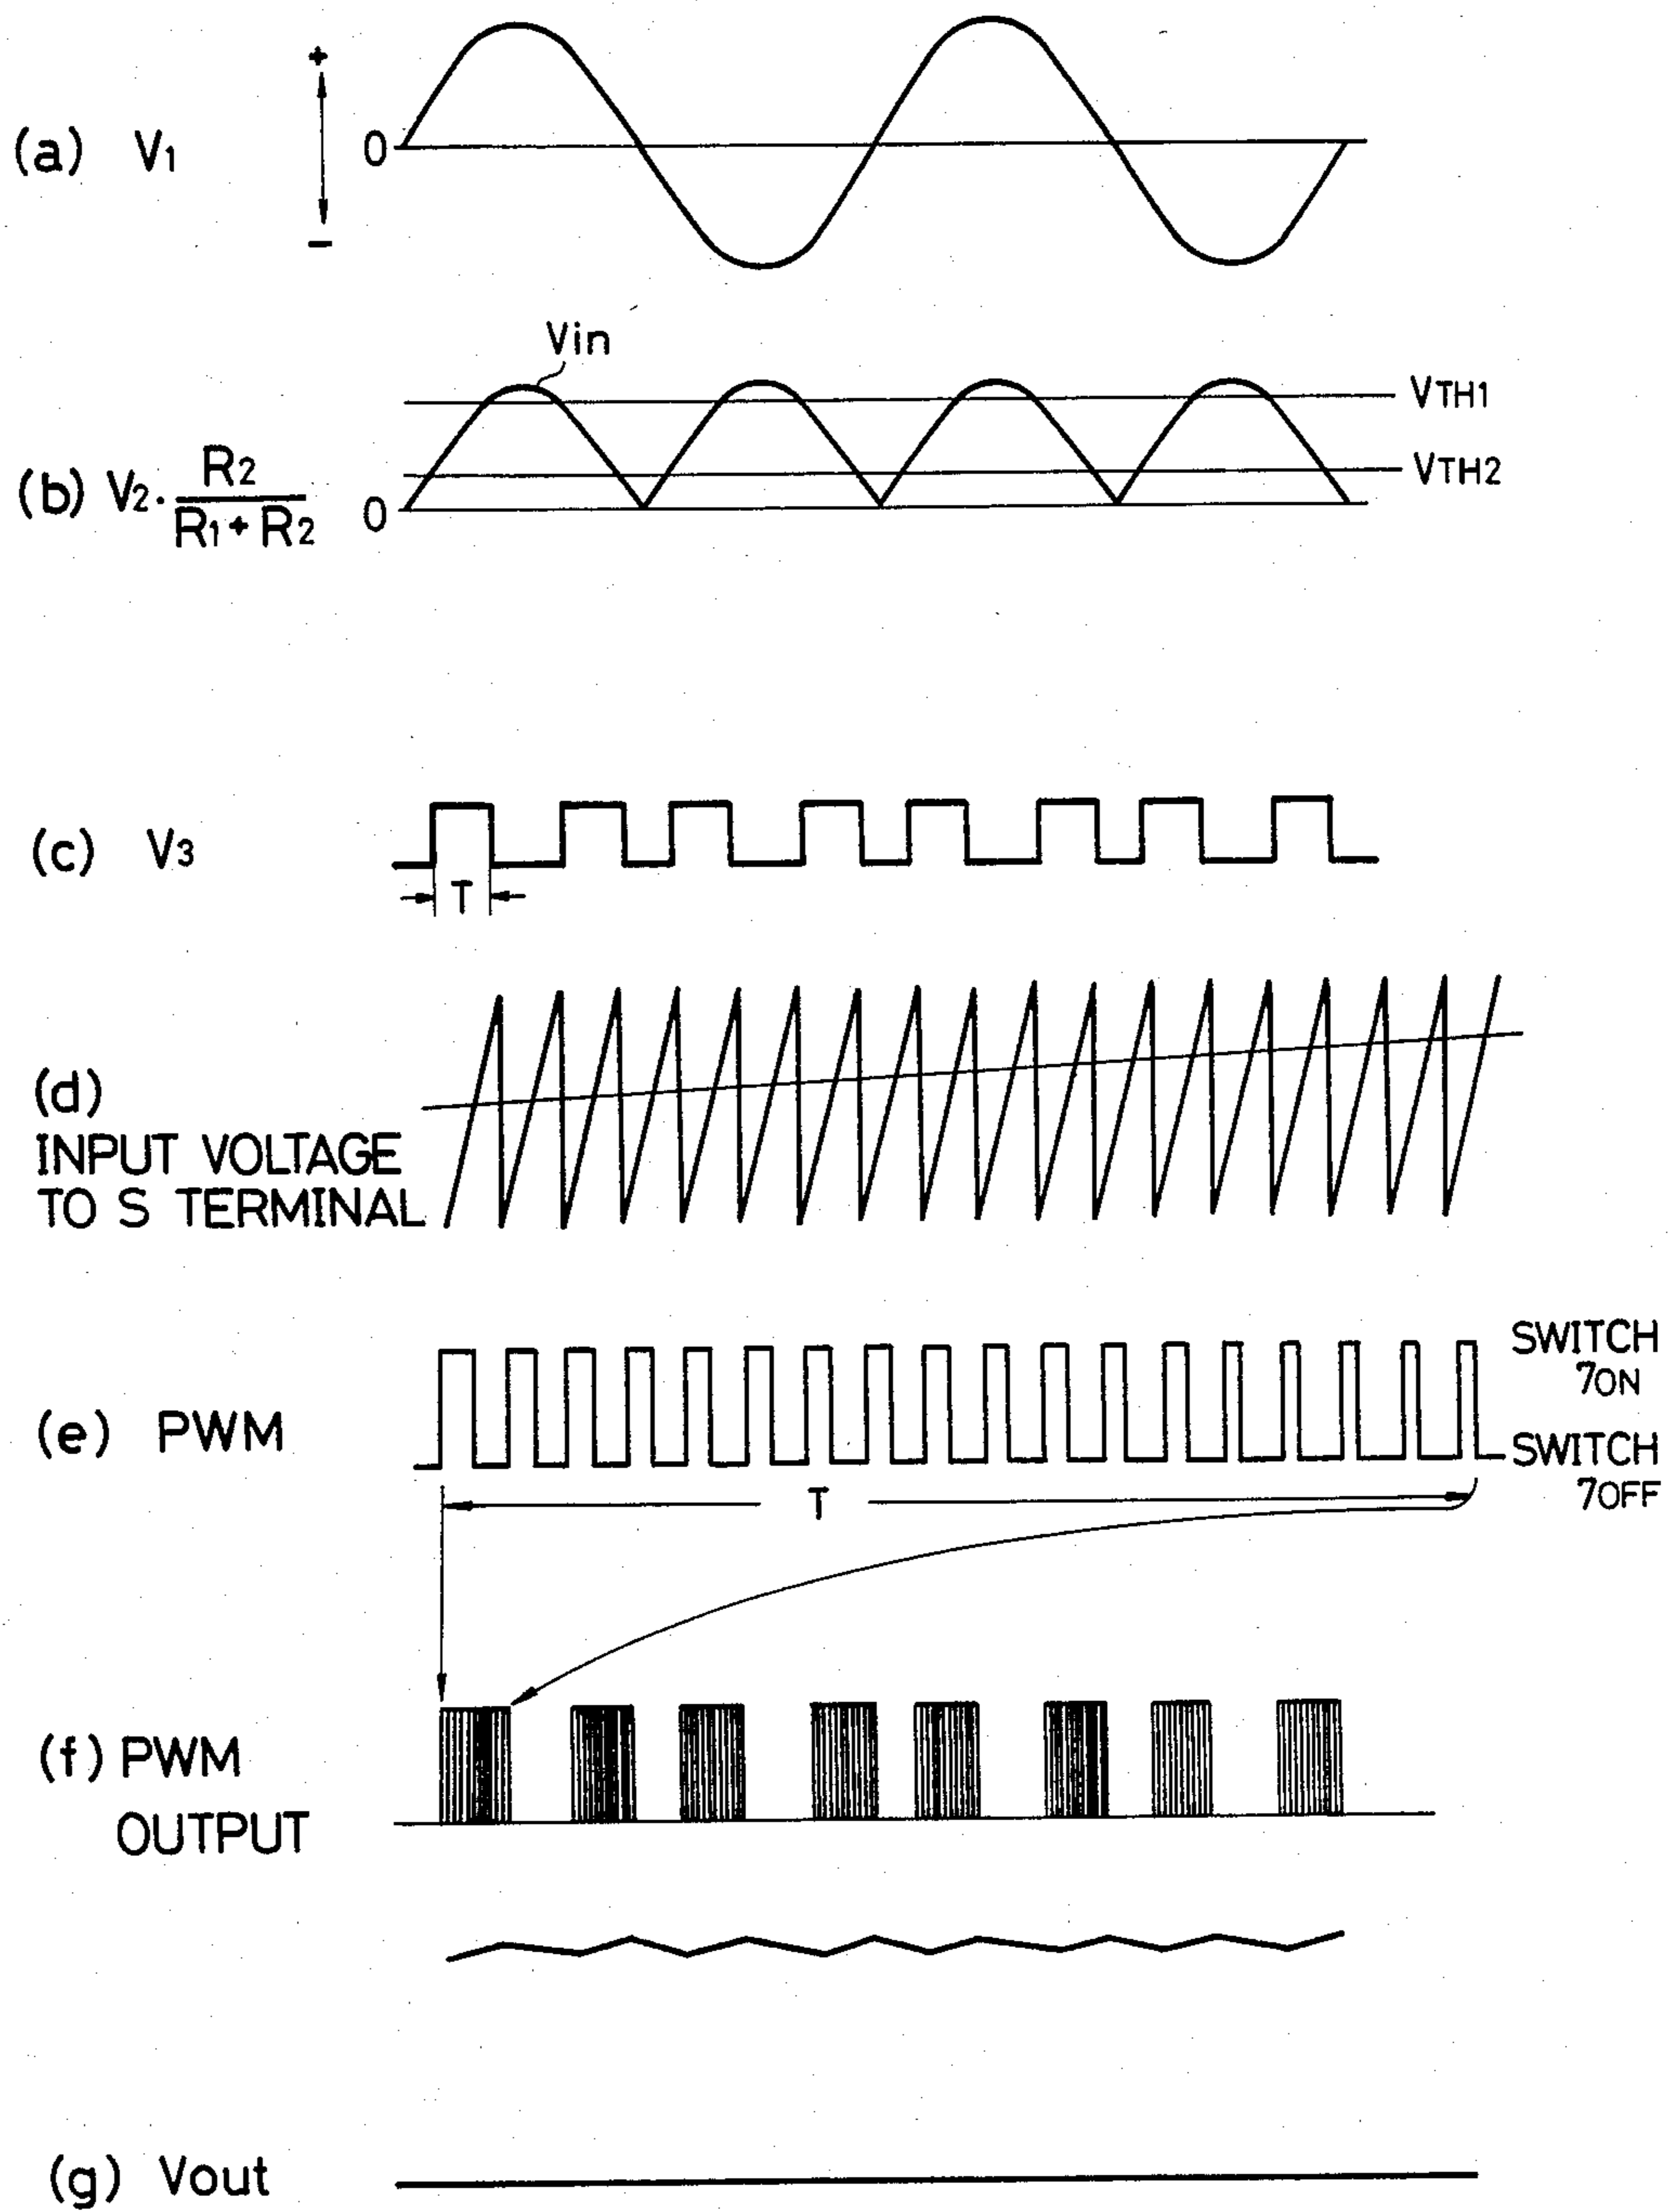 +
(a) V1
0
−
Vin
VTH1
(b) V2· R2
R1 + R2
VTH2
0
(c) V3
T
(d)
INPUT VOLTAGE
TO S TERMINAL
SWITCH
7ON
(e) PWM
SWITCH
7OFF
T
(f) PWM
OUTPUT
(g) Vout